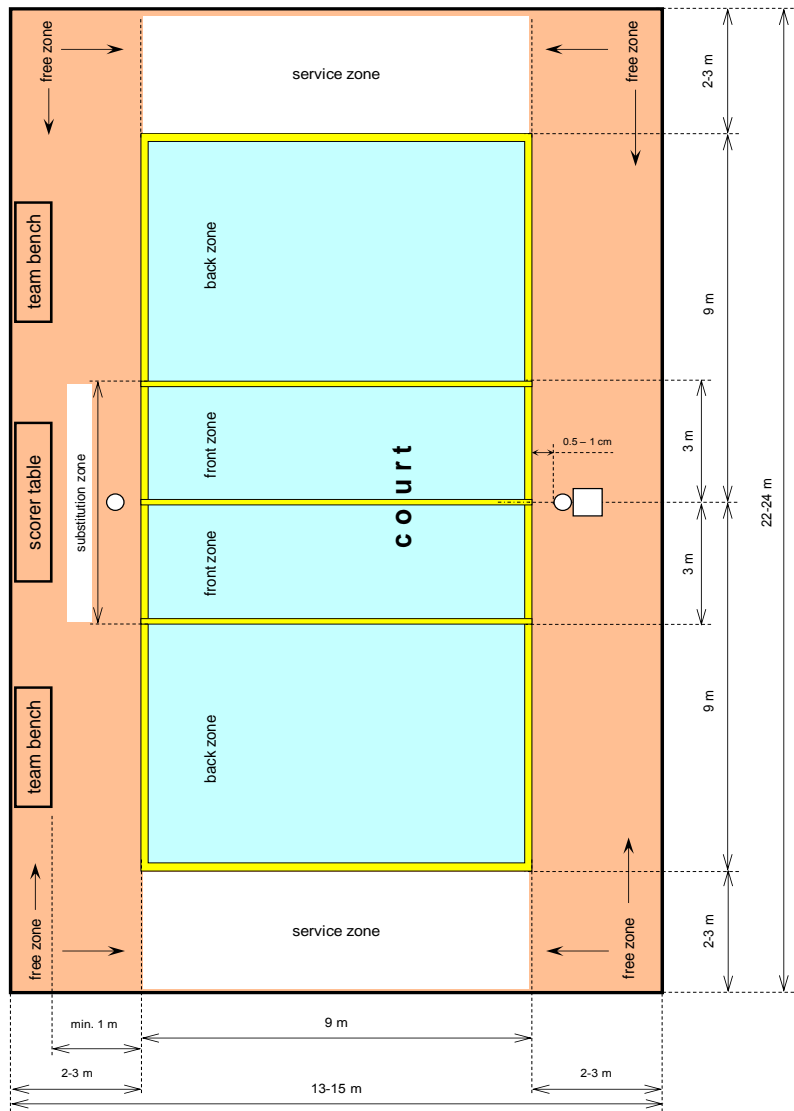 free zone
free zone
service zone
2-3 m
team bench
back zone
9 m
scorer table
substitution zone
front zone
court
0.5 – 1 cm
3 m
22-24 m
front zone
3 m
team bench
back zone
9 m
free zone
service zone
free zone
2-3 m
min. 1 m
9 m
2-3 m
13-15 m
2-3 m